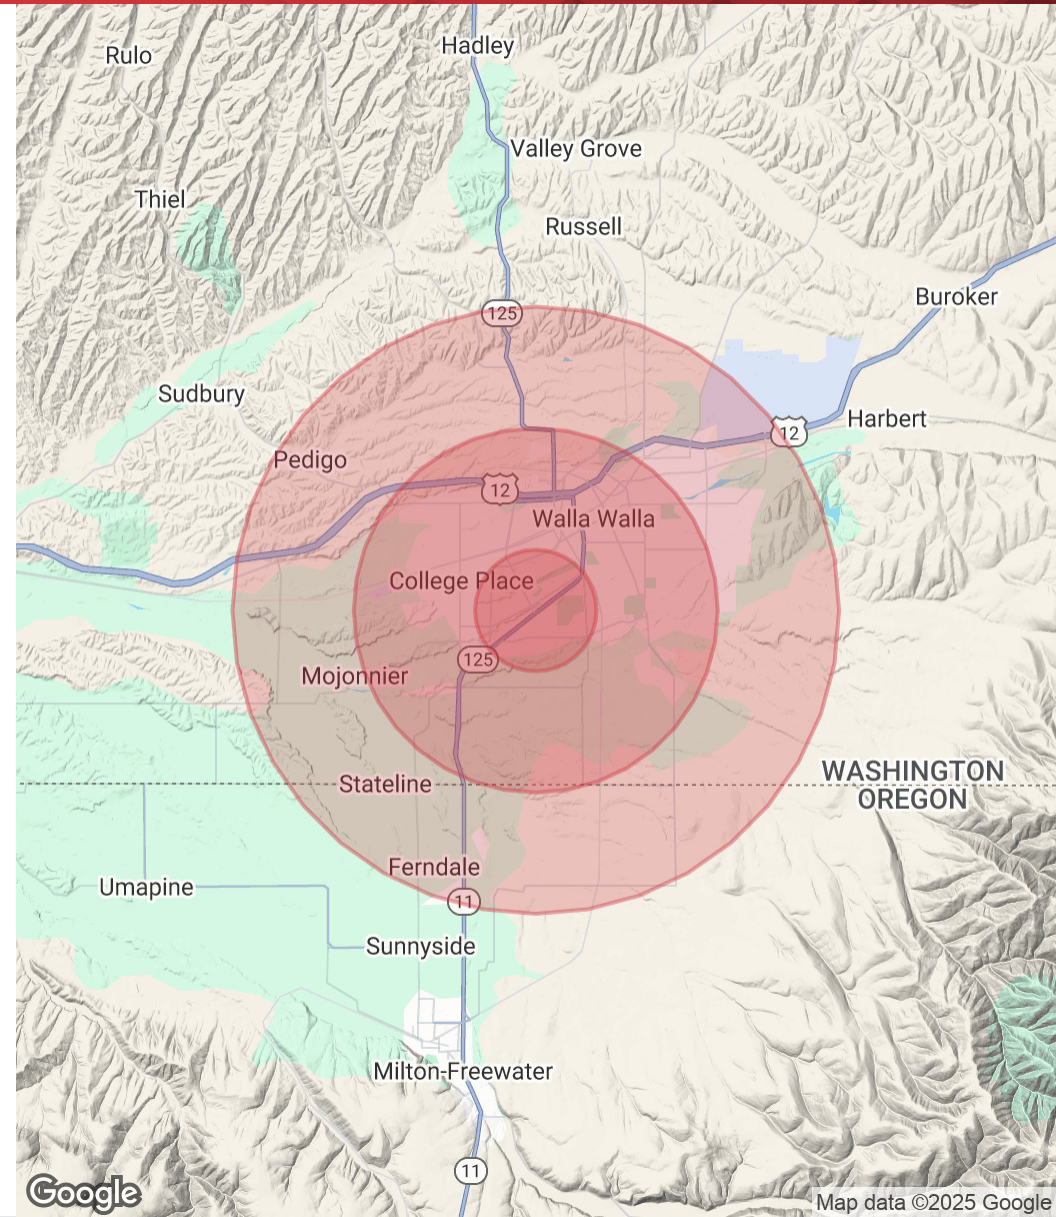 Hadley
Rulo
Valley Grove
Thiel
Russell
Buroker
125
Sudbury
Harbert
12
Pedigo
12
Walla Walla
College Place
125
Mojonnier
WASHINGTON
OREGON
Stateline
Ferndale
Umapine
11
Sunnyside
Milton-Freewater
11
Google
Map data ©2025 Google